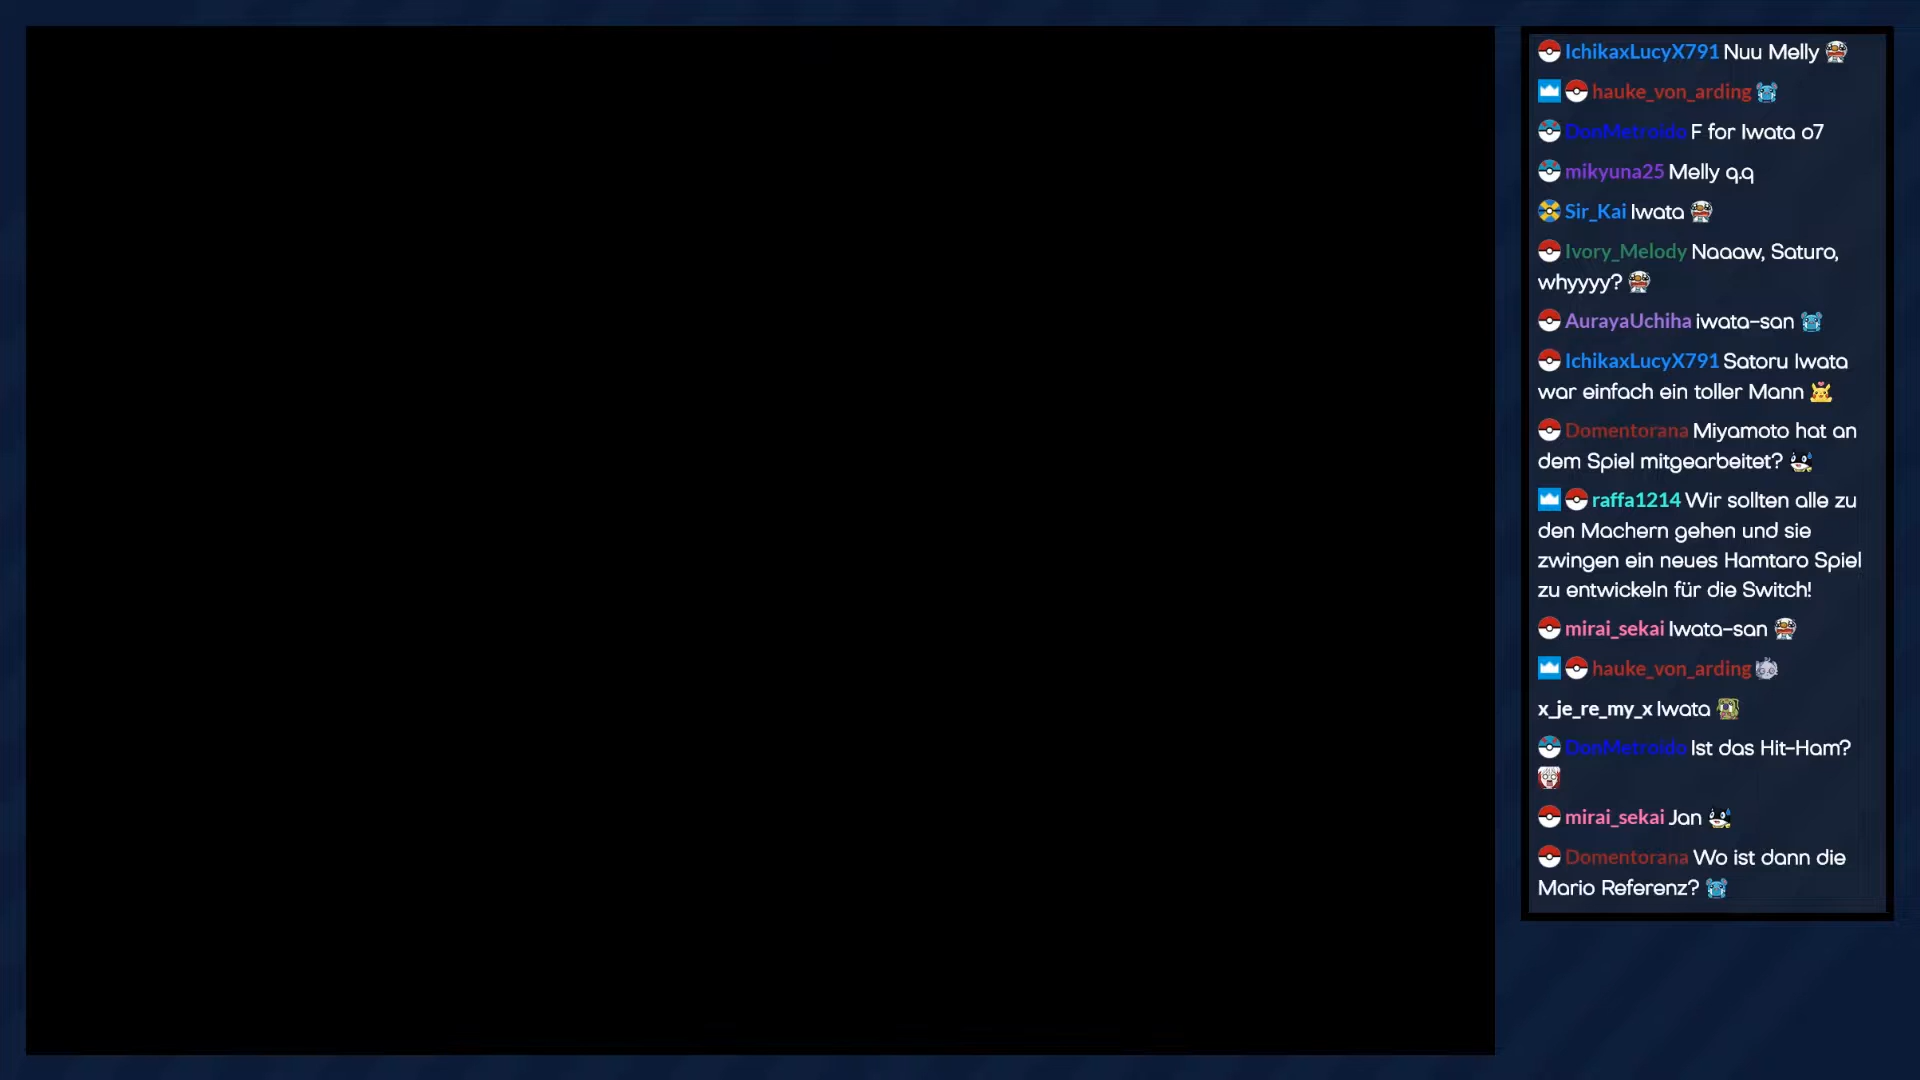 IchikaxLucyX791 Nuu Melly
hauke_von_arding
DonMetroido F for Iwata o7
mikyuna25 Melly q.q
Sir_Kai Iwata
Ivory_Melody Naaaw, Saturo,
whyyyy?
AurayaUchiha iwata-san
IchikaxLucyX791 Satoru Iwata
war einfach ein toller Mann
Domentorana Miyamoto hat an
dem Spiel mitgearbeitet?
raffa1214 Wir sollten alle zu
den Machern gehen und sie
zwingen ein neues Hamtaro Spiel
zu entwickeln für die Switch!
mirai_sekai Iwata-san
hauke_von_arding
x_je_re_my_x Iwata
DonMetroido Ist das Hit-Ham?
mirai_sekai Jan
Domentorana Wo ist dann die
Mario Referenz?